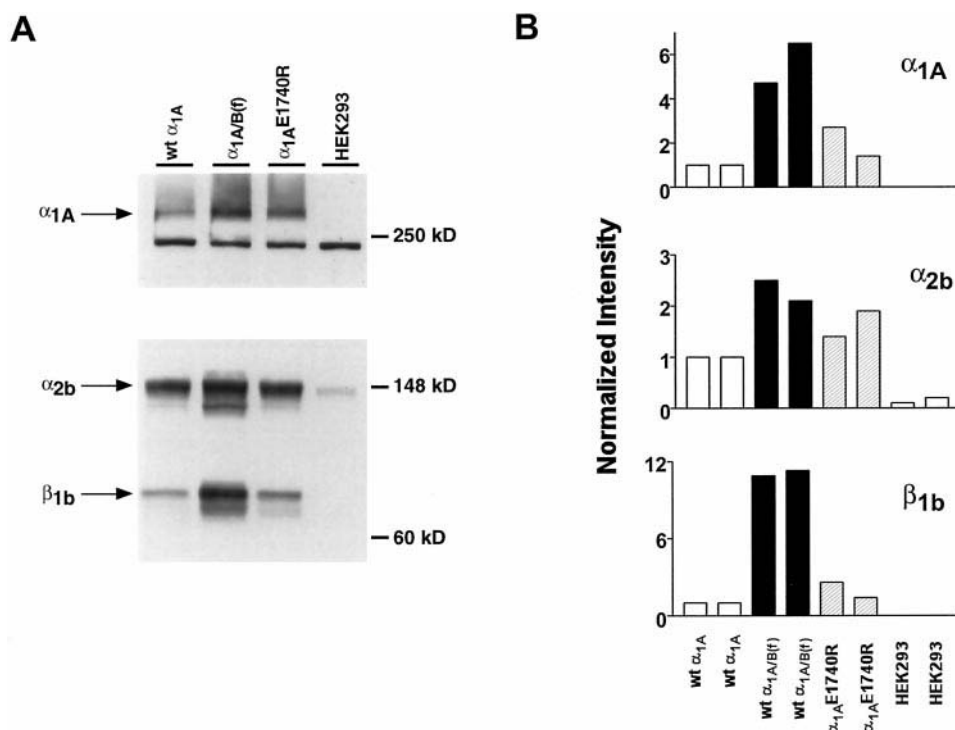 A
wt α1A
α1A/B(f)
α1AE1740R
HEK293
α1A
250 kD
α2b
148 kD
β1b
60 kD
B
Normalized Intensity
6
4
2
0
α1A
3
2
1
0
α2b
12
6
0
β1b
wt α1A
wt α1A
wt α1A/B(f)
wt α1A/B(f)
α1AE1740R
α1AE1740R
HEK293
HEK293